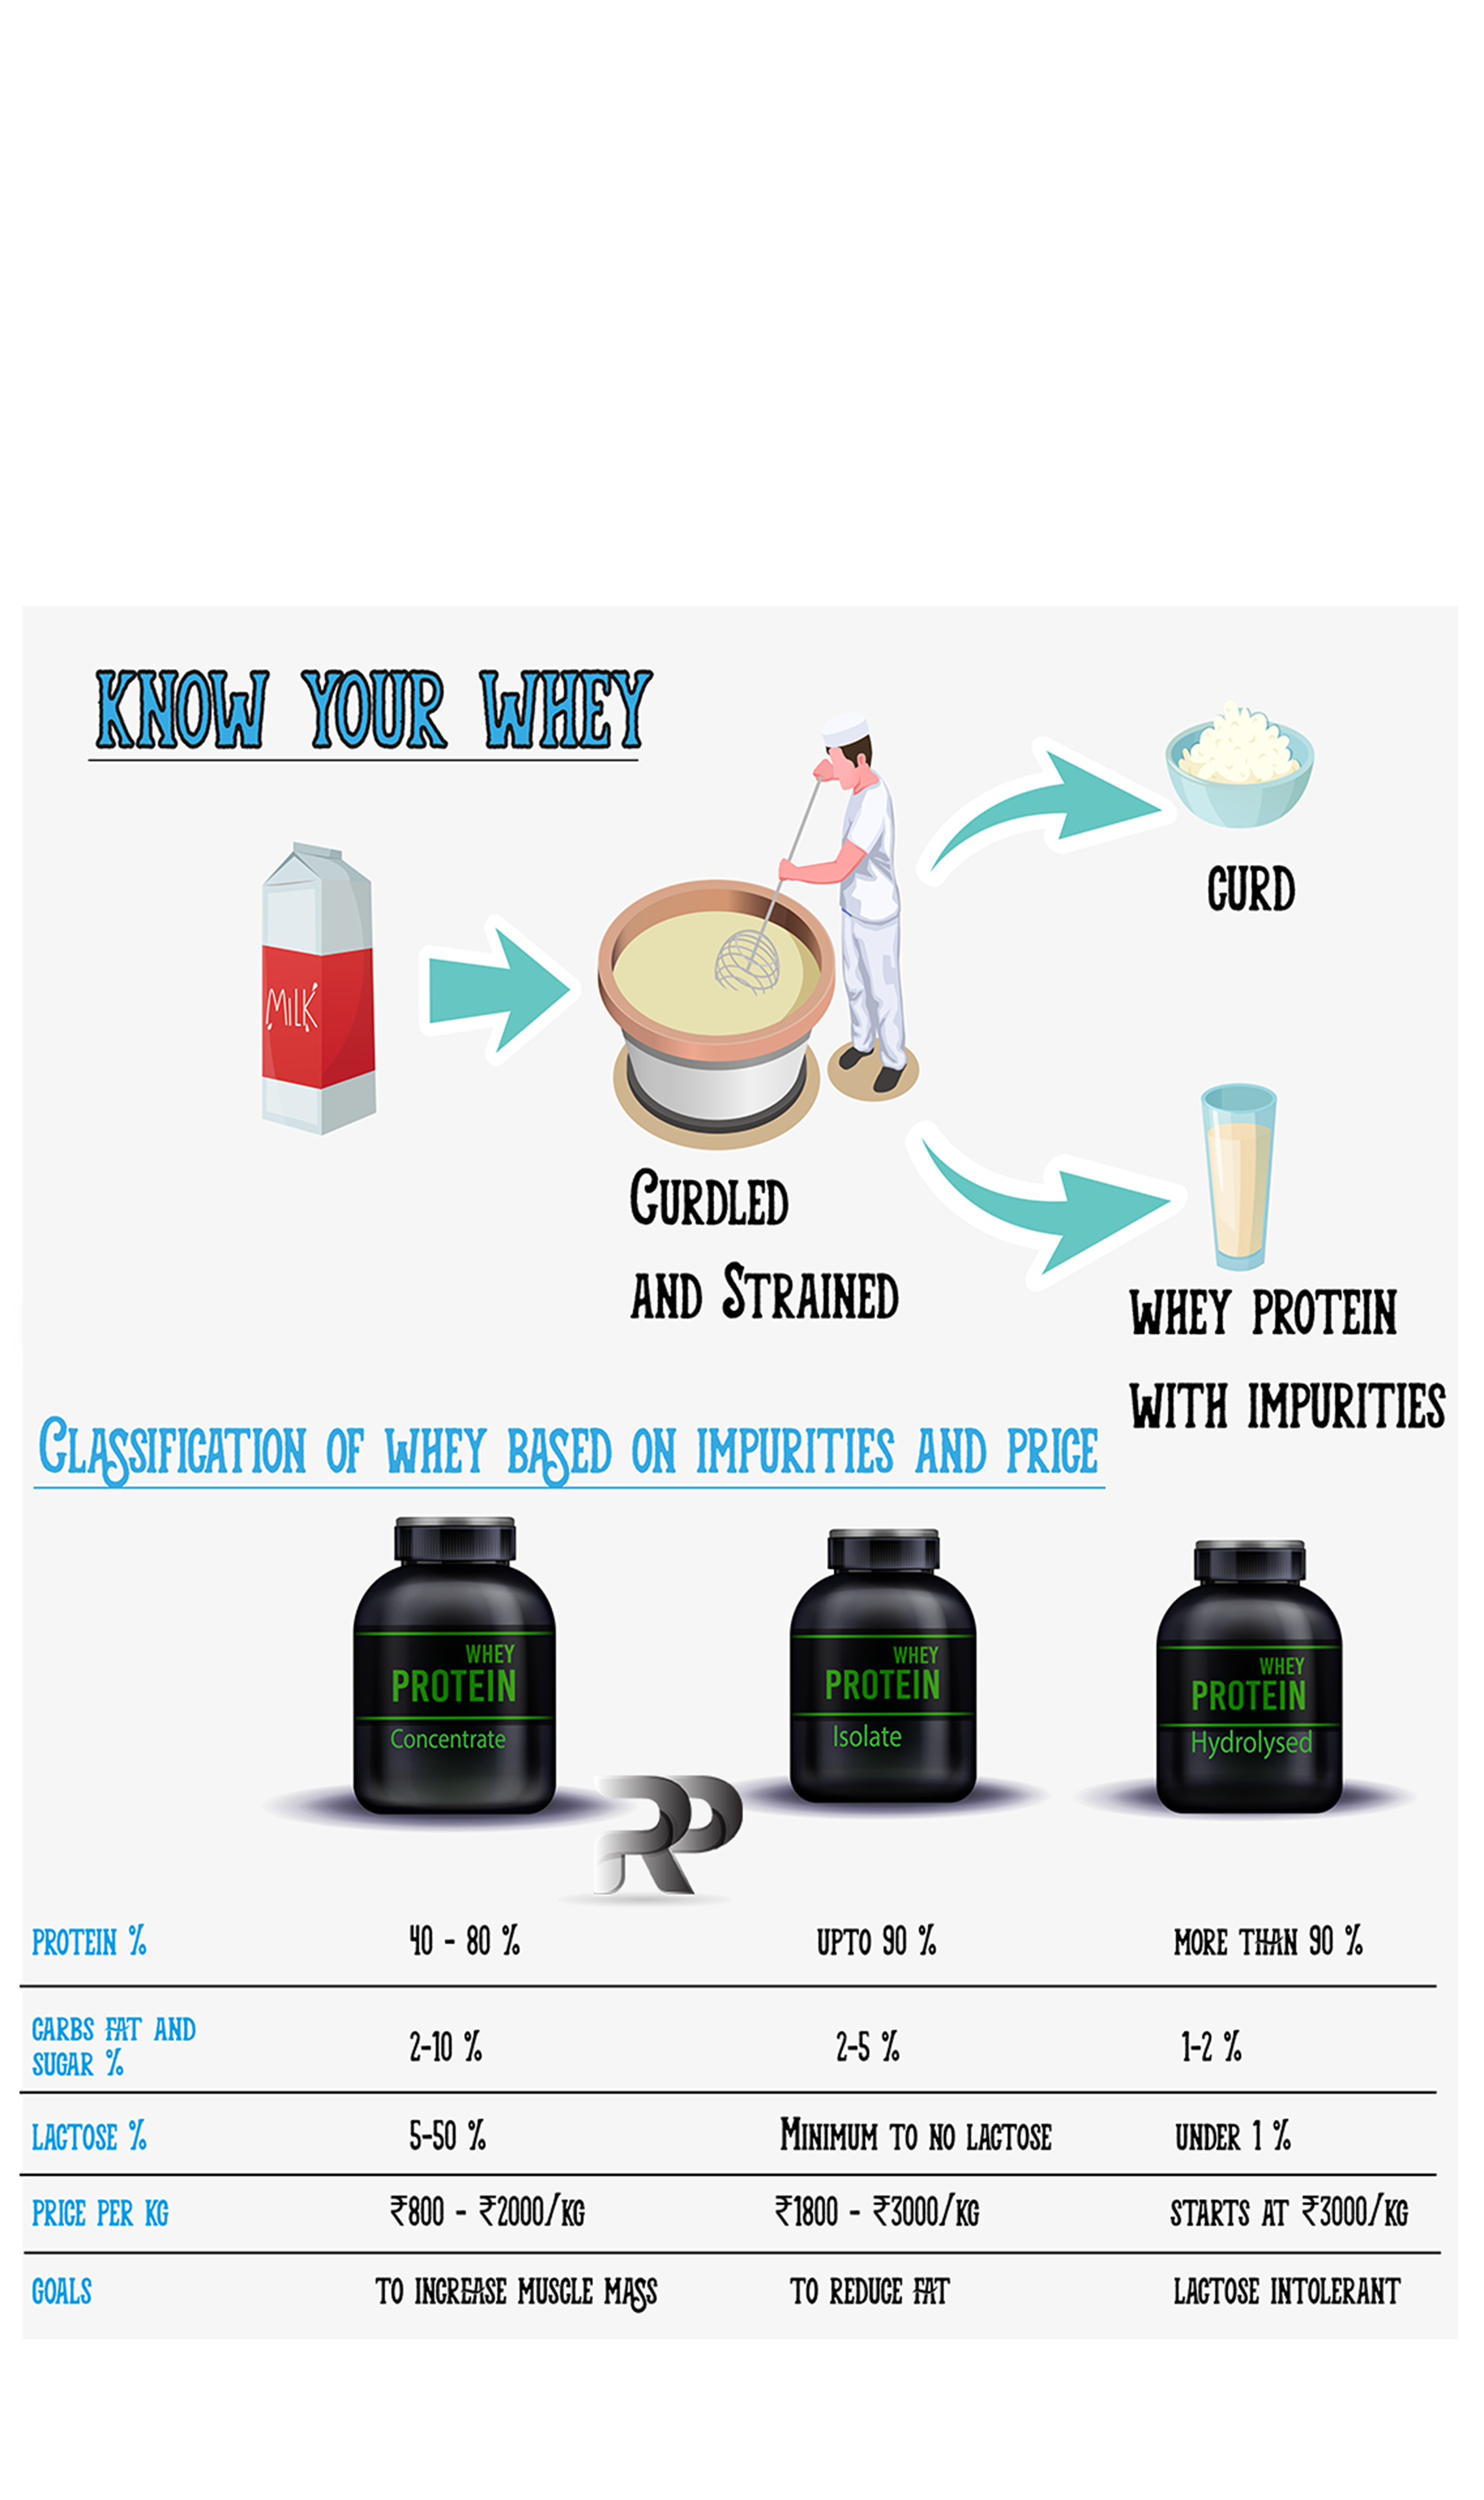 KNOW YOUR WHEY
MILK
CURD
CURDLED
AND STRAINED
WHEY PROTEIN
WITH IMPURITIES
CLASSIFICATION OF WHEY BASED ON IMPURITIES AND PRICE
WHEY
PROTEIN
Concentrate
WHEY
PROTEIN
Isolate
WHEY
PROTEIN
Hydrolysed
RP
PROTEIN % 40 - 80 % UPTO 90 % MORE THAN 90 %
CARBS FAT AND
SUGAR % 2-10 % 2-5 % 1-2 %
LACTOSE % 5-50 % MINIMUM TO NO LACTOSE UNDER 1 %
PRICE PER KG ₹800 - ₹2000/KG ₹1800 - ₹3000/KG STARTS AT ₹3000/KG
GOALS TO INCREASE MUSCLE MASS TO REDUCE FAT LACTOSE INTOLERANT